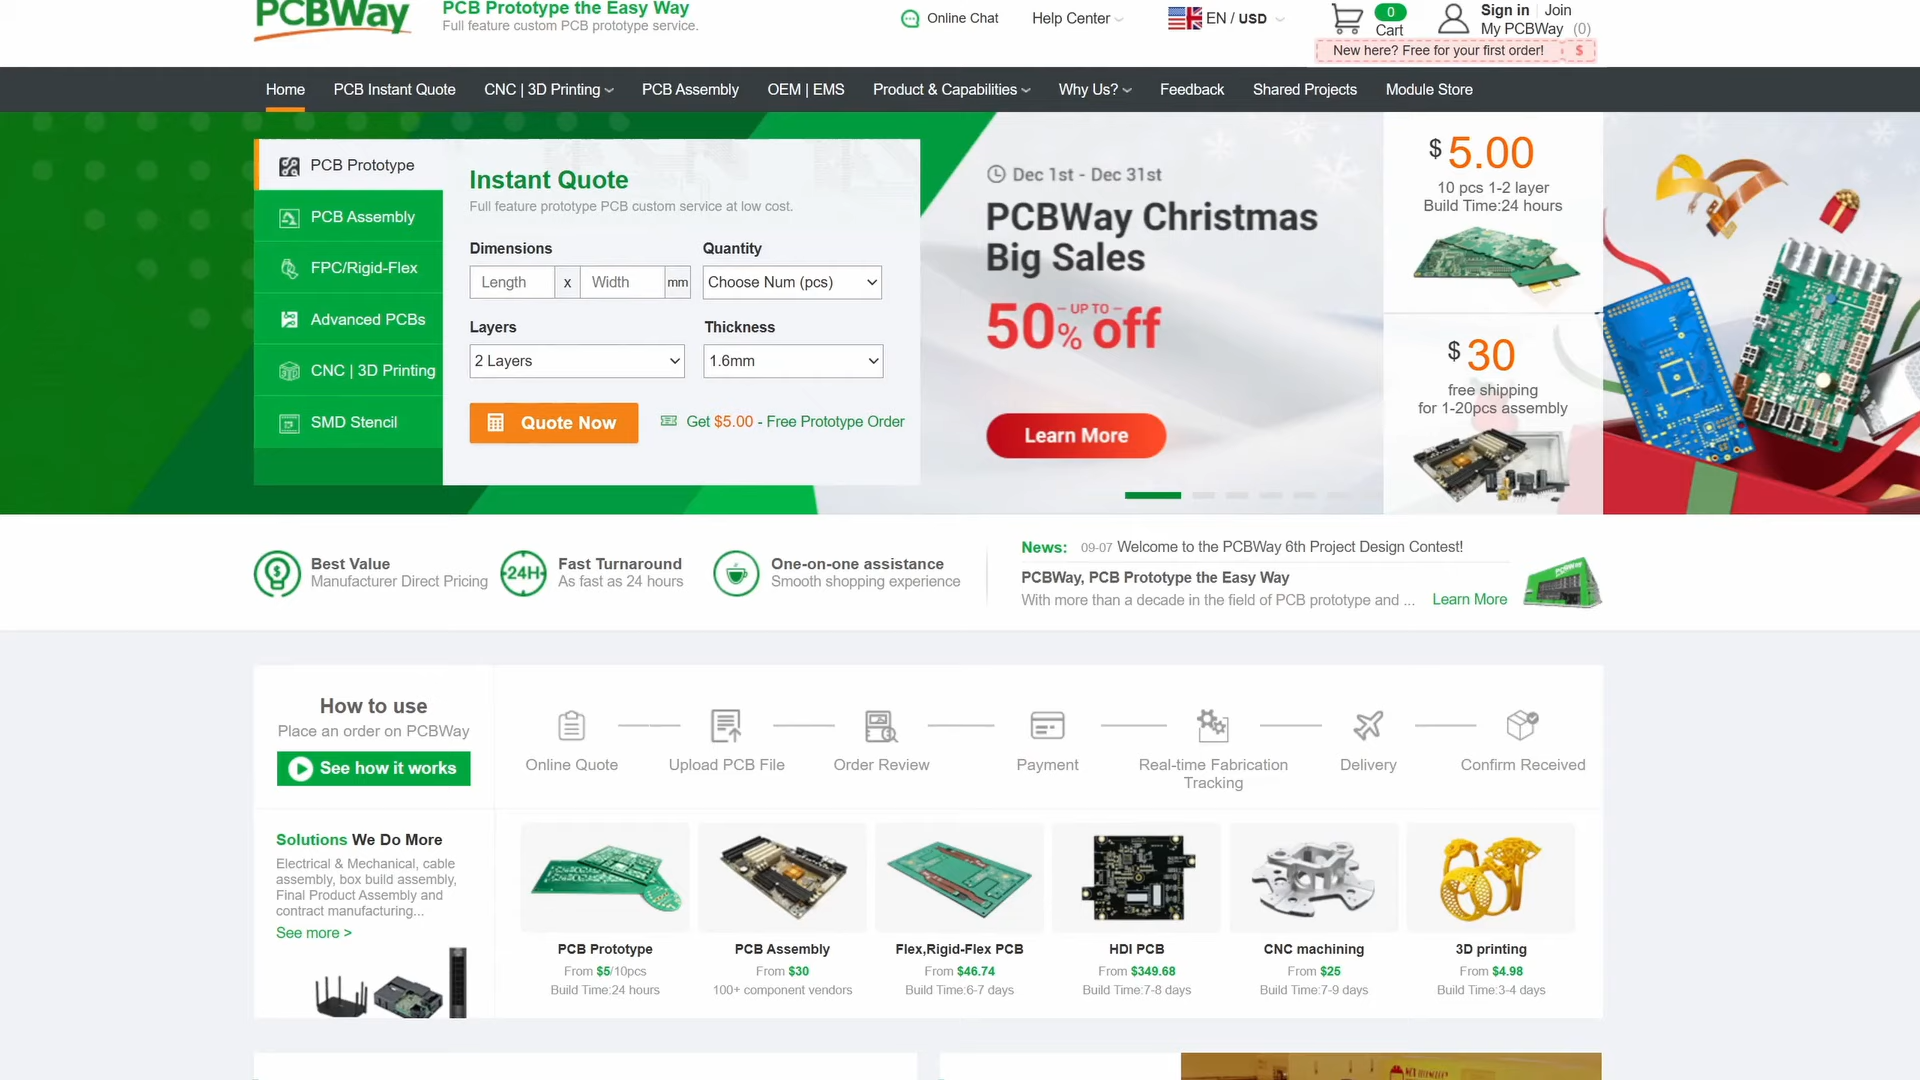 PCBWay
PCB Prototype the Easy Way
Full feature custom PCB prototype service.
Online Chat
Help Center
EN / USD
0
Cart
Sign in
Join
My PCBWay (0)
New here? Free for your first order!
$
Home
PCB Instant Quote
CNC | 3D Printing
PCB Assembly
OEM | EMS
Product & Capabilities
Why Us?
Feedback
Shared Projects
Module Store
PCB Prototype
PCB Assembly
FPC/Rigid-Flex
Advanced PCBs
CNC | 3D Printing
SMD Stencil
Instant Quote
Full feature prototype PCB custom service at low cost.
Dimensions
Quantity
Length x Width mm
Choose Num (pcs)
Layers
Thickness
2 Layers
1.6mm
Quote Now
Get $5.00 - Free Prototype Order
Dec 1st - Dec 31st
PCBWay Christmas
Big Sales
- UP TO -
50% off
Learn More
$ 5.00
10 pcs 1-2 layer
Build Time:24 hours
$ 30
free shipping
for 1-20pcs assembly
Best Value
Manufacturer Direct Pricing
24H
Fast Turnaround
As fast as 24 hours
One-on-one assistance
Smooth shopping experience
News: 09-07 Welcome to the PCBWay 6th Project Design Contest!
PCBWay, PCB Prototype the Easy Way
With more than a decade in the field of PCB prototype and ... Learn More
PCBWay
How to use
Place an order on PCBWay
See how it works
Online Quote
Upload PCB File
Order Review
Payment
Real-time Fabrication
Tracking
Delivery
Confirm Received
Solutions We Do More
Electrical & Mechanical, cable
assembly, box build assembly,
Final Product Assembly and
contract manufacturing...
See more >
PCB Prototype
From $5/10pcs
Build Time:24 hours
PCB Assembly
From $30
100+ component vendors
Flex,Rigid-Flex PCB
From $46.74
Build Time:6-7 days
HDI PCB
From $349.68
Build Time:7-8 days
CNC machining
From $25
Build Time:7-9 days
3D printing
From $4.98
Build Time:3-4 days